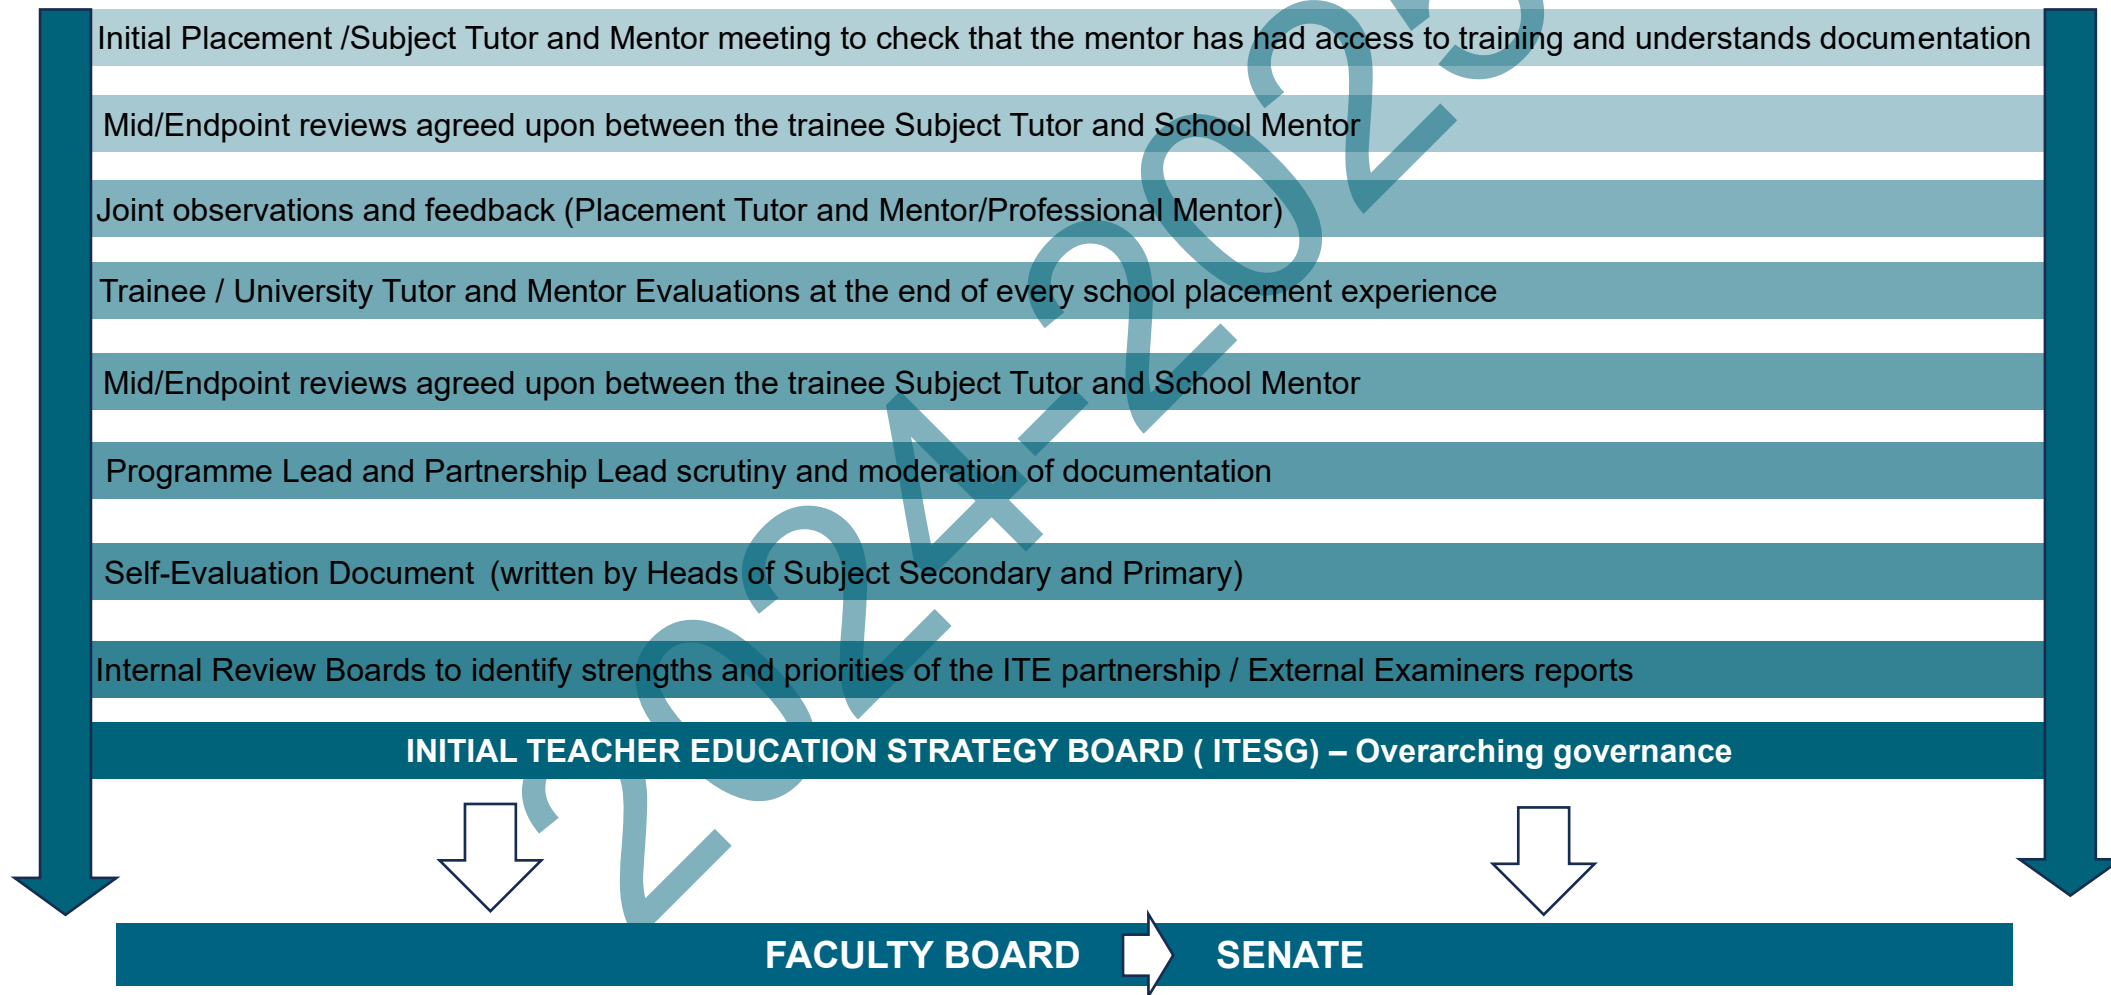 Initial Placement /Subject Tutor and Mentor meeting to check that the mentor has had access to training and understands documentation
Mid/Endpoint reviews agreed upon between the trainee Subject Tutor and School Mentor
Joint observations and feedback (Placement Tutor and Mentor/Professional Mentor)
Trainee / University Tutor and Mentor Evaluations at the end of every school placement experience
Mid/Endpoint reviews agreed upon between the trainee Subject Tutor and School Mentor
Programme Lead and Partnership Lead scrutiny and moderation of documentation
Self-Evaluation Document (written by Heads of Subject Secondary and Primary)
Internal Review Boards to identify strengths and priorities of the ITE partnership / External Examiners reports
INITIAL TEACHER EDUCATION STRATEGY BOARD ( ITESG) – Overarching governance
FACULTY BOARD SENATE
2024-2025